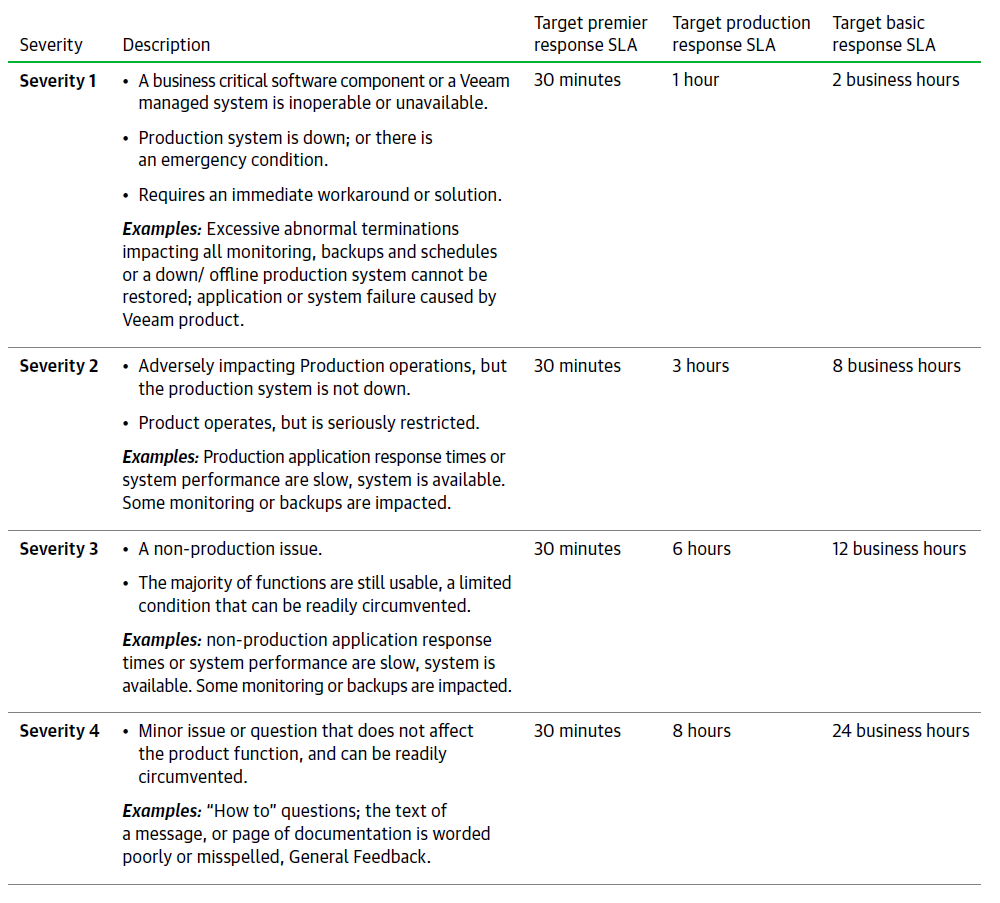 Severity
Description
Target premier
response SLA
Target production
response SLA
Target basic
response SLA
Severity 1
• A business critical software component or a Veeam
managed system is inoperable or unavailable.
• Production system is down; or there is
an emergency condition.
• Requires an immediate workaround or solution.
Examples: Excessive abnormal terminations
impacting all monitoring, backups and schedules
or a down/ offline production system cannot be
restored; application or system failure caused by
Veeam product.
30 minutes
1 hour
2 business hours
Severity 2
• Adversely impacting Production operations, but
the production system is not down.
• Product operates, but is seriously restricted.
Examples: Production application response times or
system performance are slow, system is available.
Some monitoring or backups are impacted.
30 minutes
3 hours
8 business hours
Severity 3
• A non-production issue.
• The majority of functions are still usable, a limited
condition that can be readily circumvented.
Examples: non-production application response
times or system performance are slow, system is
available. Some monitoring or backups are impacted.
30 minutes
6 hours
12 business hours
Severity 4
• Minor issue or question that does not affect
the product function, and can be readily
circumvented.
Examples: “How to” questions; the text of
a message, or page of documentation is worded
poorly or misspelled, General Feedback.
30 minutes
8 hours
24 business hours